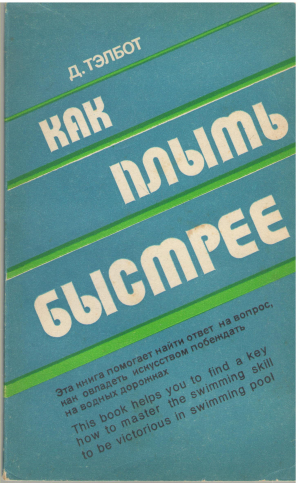 Д. ТЭЛБОТ
КАК
ПЛЫТЬ
БЫСТРЕЕ
Эта книга помогает найти ответ на вопрос,
как овладеть искусством побеждать
на водных дорожках
This book helps you to find a key
how to master the swimming skill
to be victorious in swimming pool